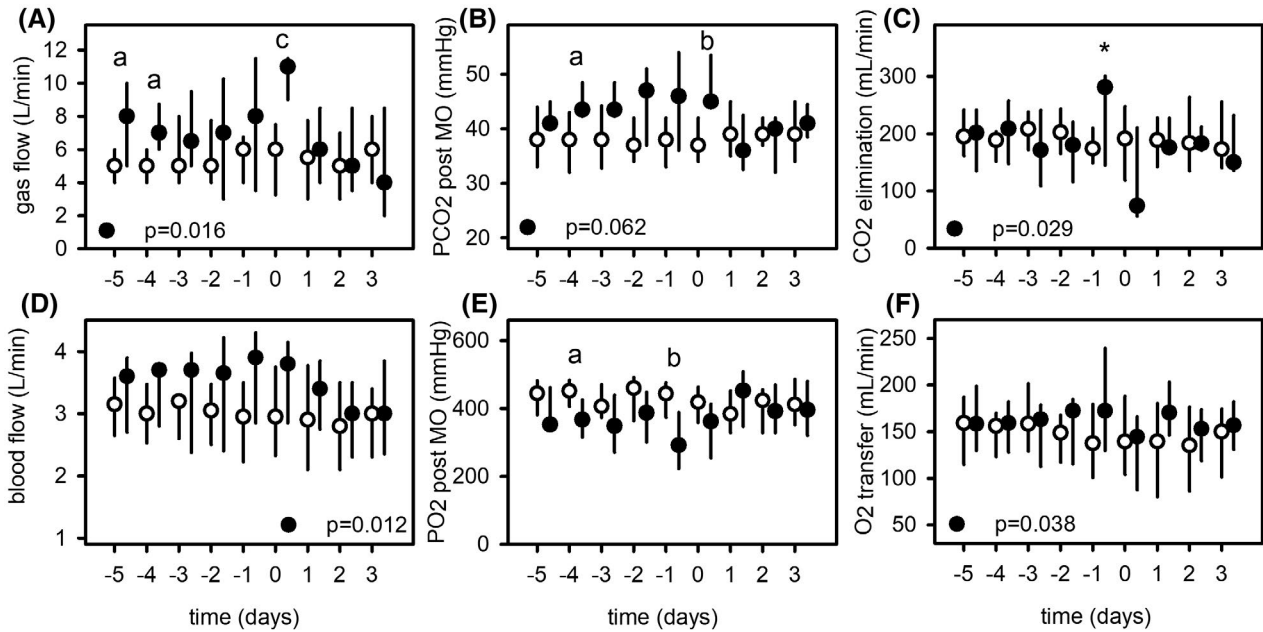 (A)
gas flow (L/min)
12
10
8
6
4
2
0
a
a
c
p=0.016
-5 -4 -3 -2 -1 0 1 2 3
(B)
PCO2 post MO (mmHg)
50
40
30
20
a
b
p=0.062
-5 -4 -3 -2 -1 0 1 2 3
(C)
CO2 elimination (mL/min)
300
200
100
0
*
p=0.029
-5 -4 -3 -2 -1 0 1 2 3
(D)
blood flow (L/min)
4
3
2
1
p=0.012
-5 -4 -3 -2 -1 0 1 2 3
time (days)
(E)
PO2 post MO (mmHg)
600
400
200
0
a
b
-5 -4 -3 -2 -1 0 1 2 3
time (days)
(F)
O2 transfer (mL/min)
250
200
150
100
50
p=0.038
-5 -4 -3 -2 -1 0 1 2 3
time (days)